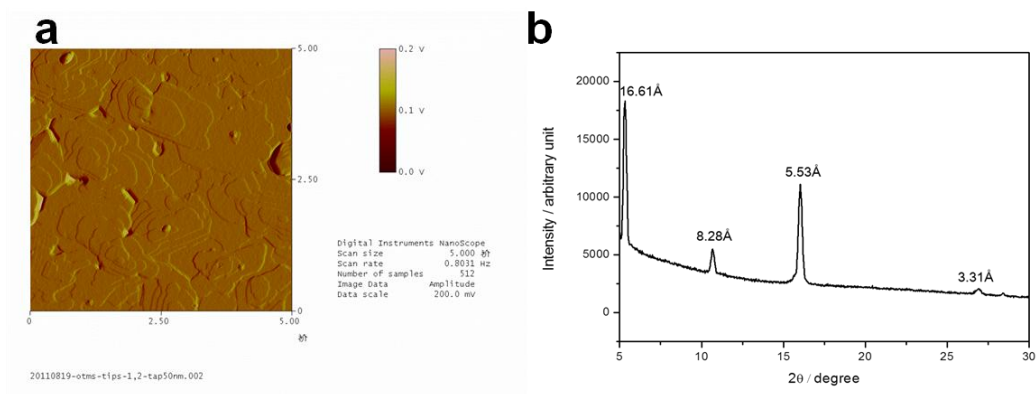 a
5.00
2.50
0
0
2.50
5.00
0.2 V
0.1 V
0.0 V
Digital Instruments NanoScope
Scan size 5.000
Scan rate 0.8031 Hz
Number of samples 512
Image Data Amplitude
Data scale 200.0 mV
20110819-otms-tips-1,2-tap50nm.002
b
Intensity / arbitrary unit
20000
15000
10000
5000
0
16.61Å
8.28Å
5.53Å
3.31Å
5 10 15 20 25 30
2θ / degree